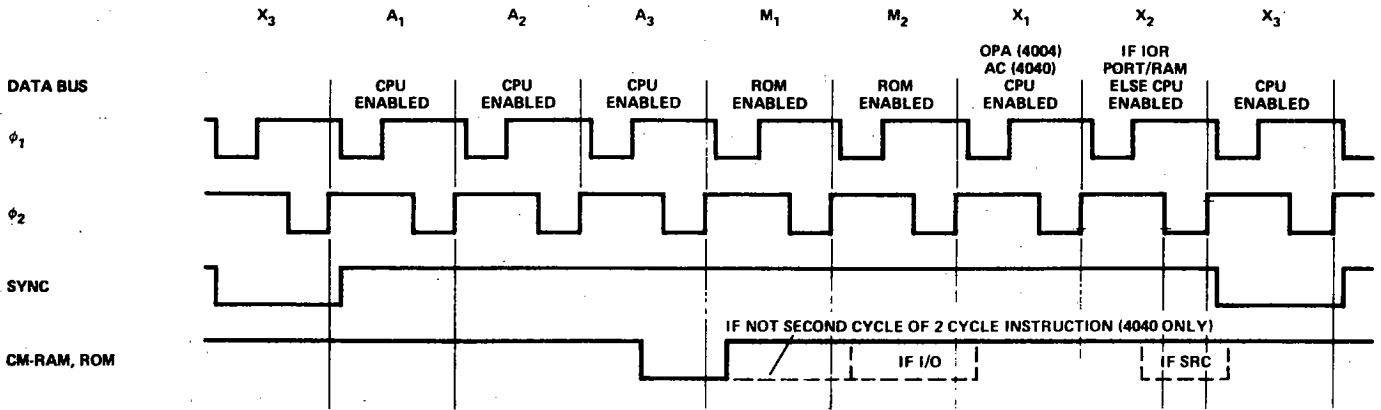 X3 A1 A2 A3 M1 M2 X1 X2 X3
OPA (4004)
AC (4040)
CPU
ENABLED
IF IOR
PORT/RAM
ELSE CPU
ENABLED
DATA BUS
CPU
ENABLED
CPU
ENABLED
CPU
ENABLED
ROM
ENABLED
ROM
ENABLED
CPU
ENABLED
ϕ1
ϕ2
SYNC
IF NOT SECOND CYCLE OF 2 CYCLE INSTRUCTION (4040 ONLY)
CM-RAM, ROM
IF I/O
IF SRC